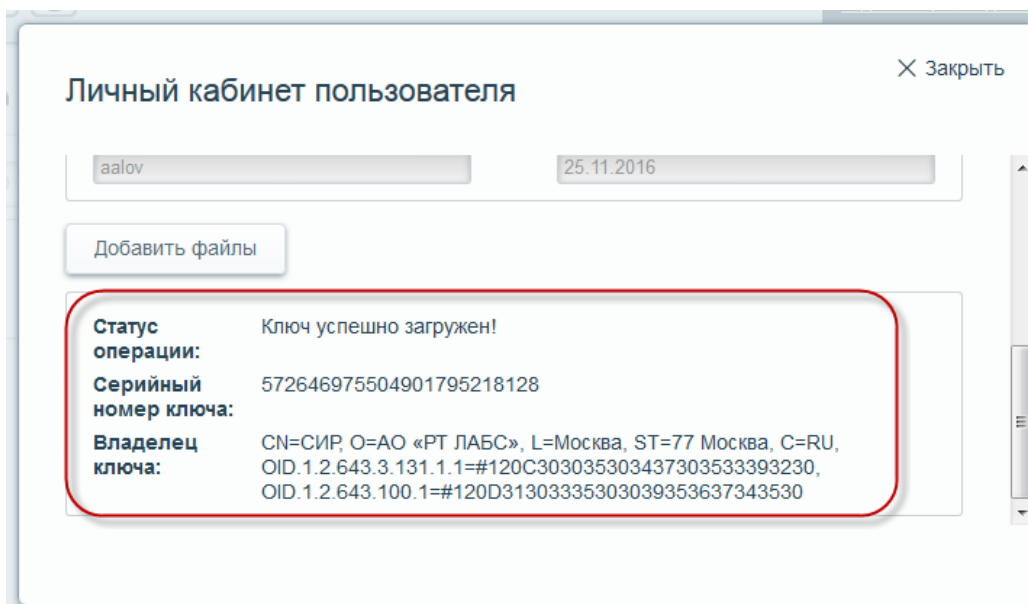 Закрыть
Личный кабинет пользователя
aalov 25.11.2016
Добавить файлы
Статус операции: Ключ успешно загружен!
Серийный номер ключа: 572646975504901795218128
Владелец ключа: CN=СИР, O=АО «РТ ЛАБС», L=Москва, ST=77 Москва, C=RU,
OID.1.2.643.3.131.1.1=#120C303035303437303533393230,
OID.1.2.643.100.1=#120D31303335303039353637343530